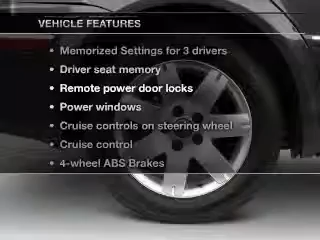 VEHICLE FEATURES
• Memorized Settings for 3 drivers
• Driver seat memory
• Remote power door locks
• Power windows
• Cruise controls on steering wheel
• Cruise control
• 4-wheel ABS Brakes